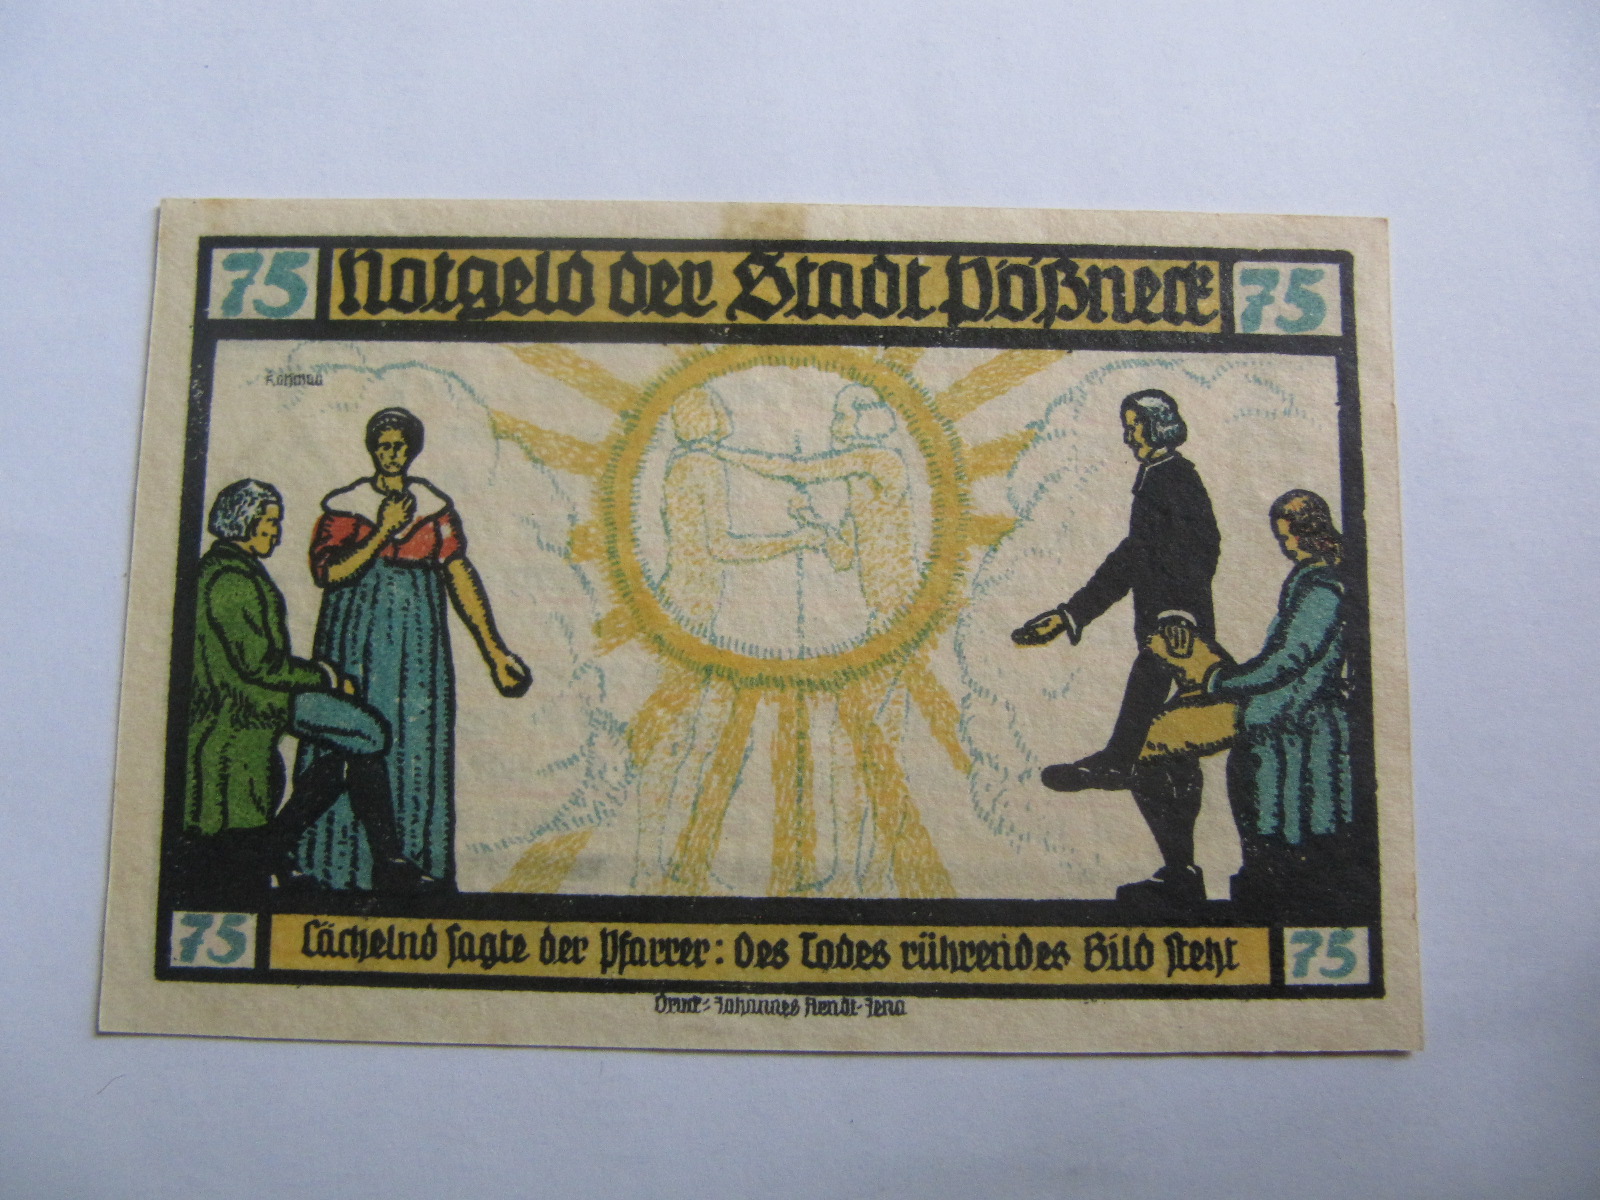 75 Notgeld der Stadt Pößneck 75
75 Lächelnd sagte der Pfarrer: Des Todes rührendes Bild steht 75
Druck: Johannes Arndt-Jena